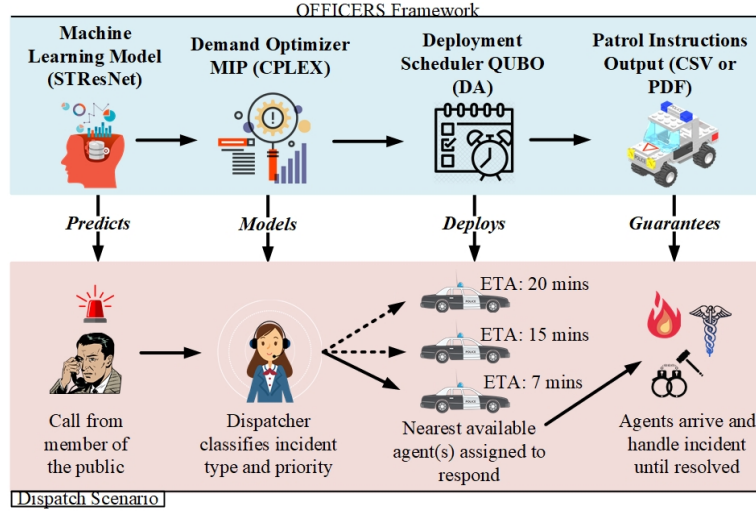 OFFICERS Framework
Machine
Learning Model
(STResNet)
Demand Optimizer
MIP (CPLEX)
Deployment
Scheduler QUBO
(DA)
Patrol Instructions
Output (CSV or
PDF)
Predicts
Models
Deploys
Guarantees
ETA: 20 mins
ETA: 15 mins
ETA: 7 mins
Call from
member of
the public
Dispatcher
classifies incident
type and priority
Nearest available
agent(s) assigned to
respond
Agents arrive and
handle incident
until resolved
Dispatch Scenario